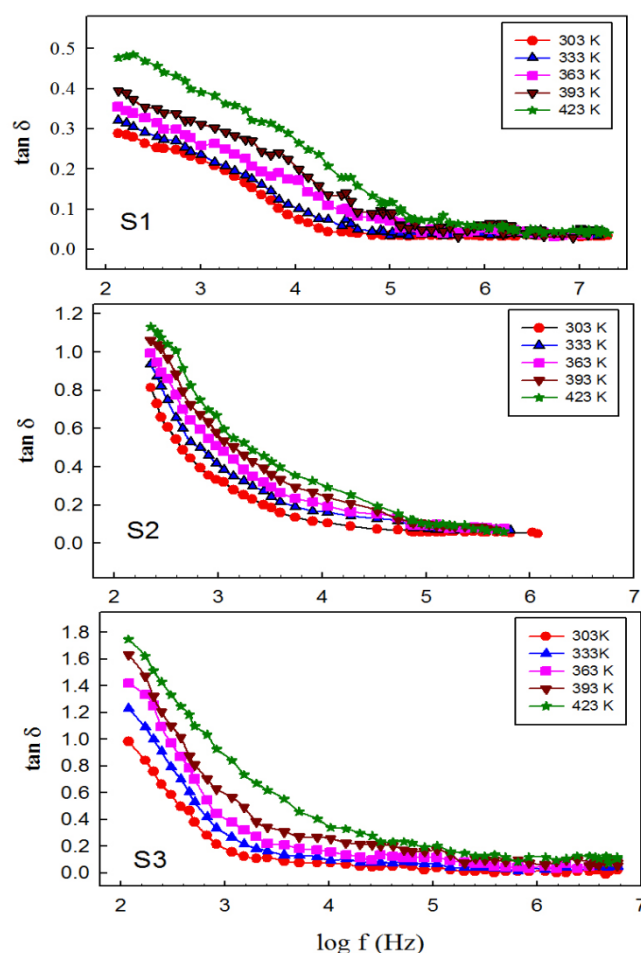 0.5
0.4
0.3
0.2
0.1
0.0
tan δ
S1
303 K
333 K
363 K
393 K
423 K
2 3 4 5 6 7
1.2
1.0
0.8
0.6
0.4
0.2
0.0
tan δ
S2
303 K
333 K
363 K
393 K
423 K
2 3 4 5 6 7
1.8
1.6
1.4
1.2
1.0
0.8
0.6
0.4
0.2
0.0
tan δ
S3
303K
333K
363 K
393 K
423 K
2 3 4 5 6 7
log f (Hz)